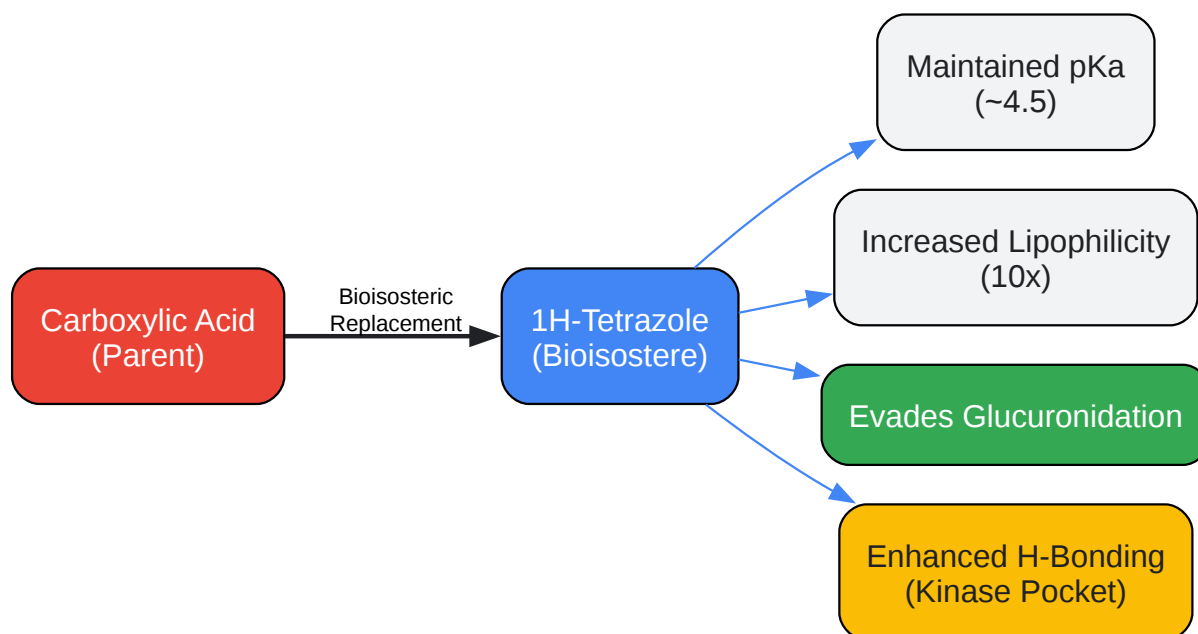 Carboxylic Acid
(Parent)
Bioisosteric
Replacement
1H-Tetrazole
(Bioisostere)
Maintained pKa
(~4.5)
Increased Lipophilicity
(10x)
Evades Glucuronidation
Enhanced H-Bonding
(Kinase Pocket)